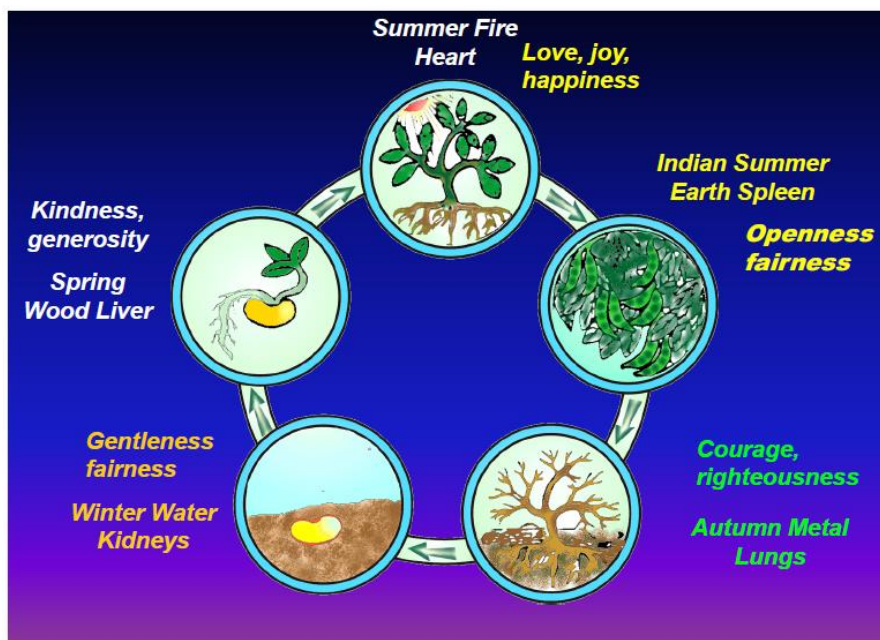 Summer Fire
Heart
Love, joy,
happiness
Indian Summer
Earth Spleen
Openness
fairness
Kindness,
generosity
Spring
Wood Liver
Gentleness
fairness
Winter Water
Kidneys
Courage,
righteousness
Autumn Metal
Lungs